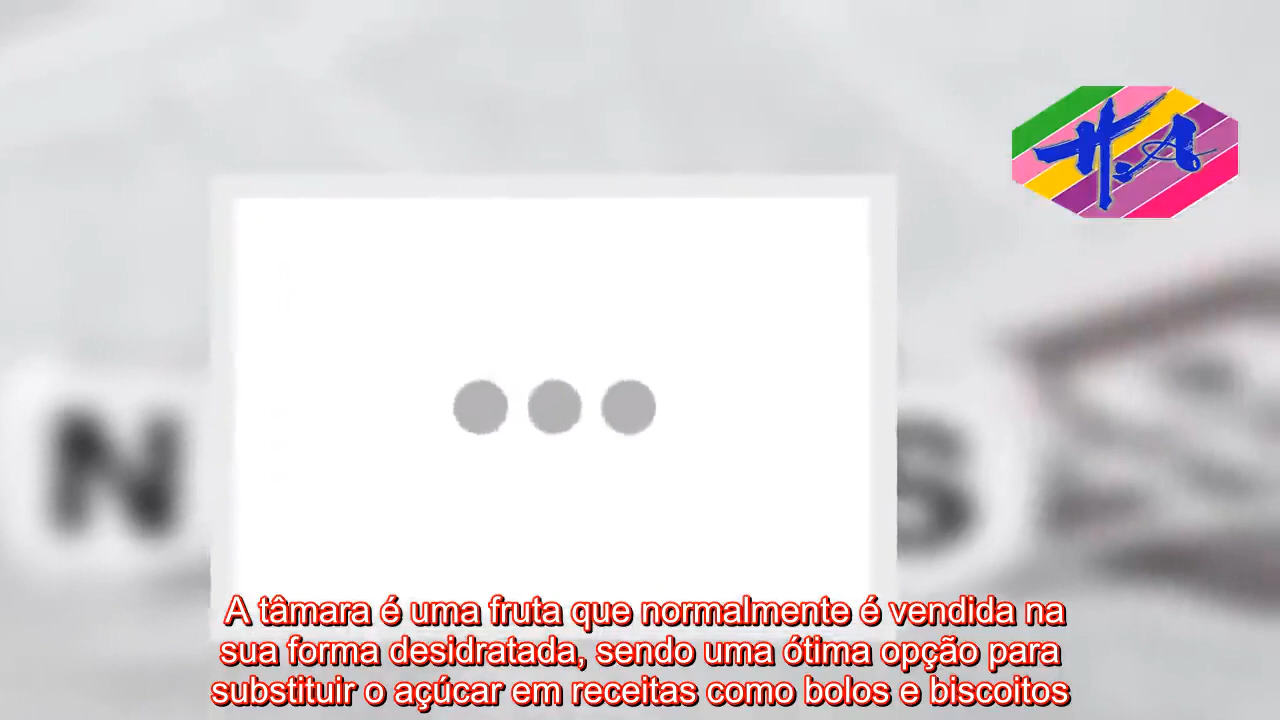 H.A
N
S
A tâmara é uma fruta que normalmente é vendida na
sua forma desidratada, sendo uma ótima opção para
substituir o açúcar em receitas como bolos e biscoitos